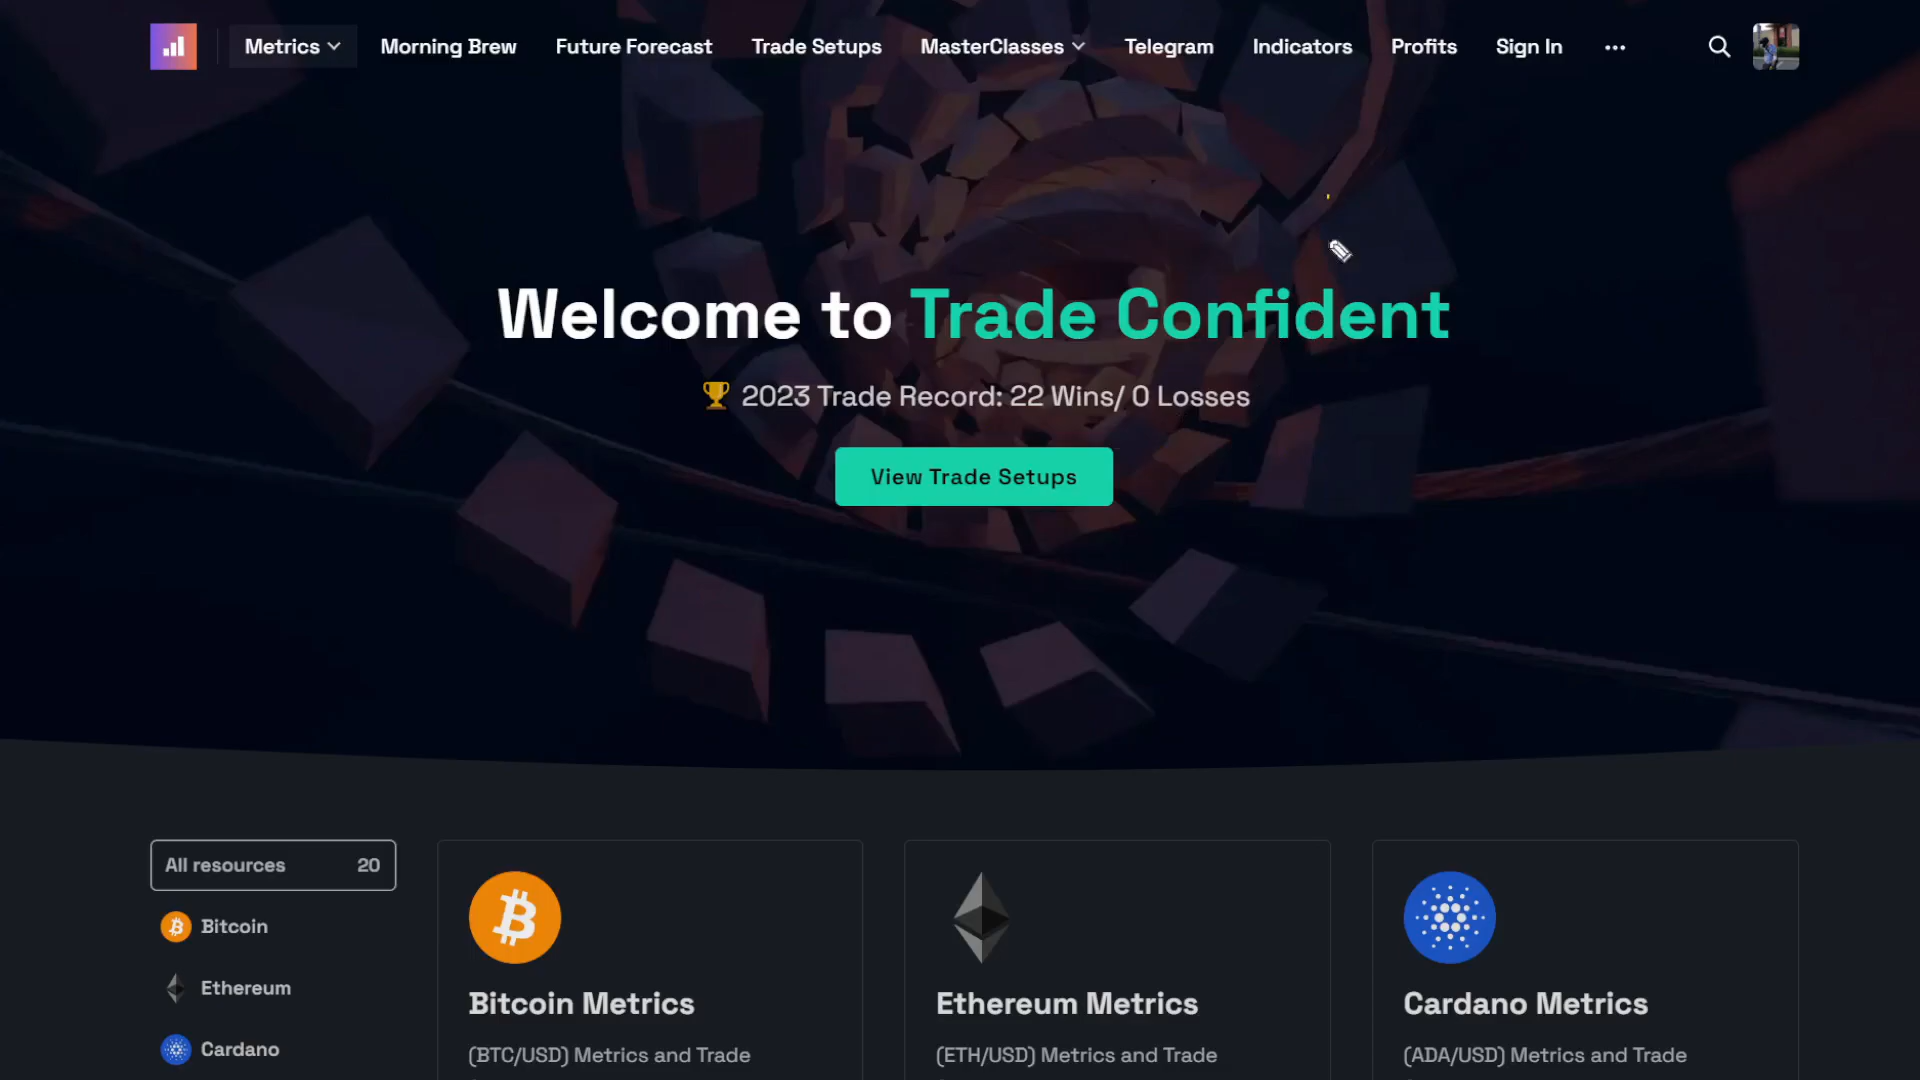 Metrics
Morning Brew
Future Forecast
Trade Setups
MasterClasses
Telegram
Indicators
Profits
Sign In
Welcome to Trade Confident
2023 Trade Record: 22 Wins/ 0 Losses
View Trade Setups
All resources 20
Bitcoin
Ethereum
Cardano
Bitcoin Metrics
(BTC/USD) Metrics and Trade
Ethereum Metrics
(ETH/USD) Metrics and Trade
Cardano Metrics
(ADA/USD) Metrics and Trade